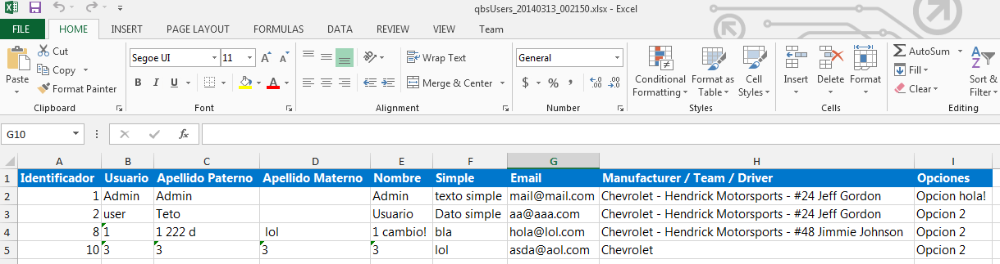 qbsUsers_20140313_002150.xlsx - Excel
FILE HOME INSERT PAGE LAYOUT FORMULAS DATA REVIEW VIEW Team
Paste
Cut
Copy
Format Painter
Clipboard
Segoe UI 11
B I U
Font
Wrap Text
Merge & Center
Alignment
General
$ % ,
Number
Conditional Formatting
Format as Table
Cell Styles
Styles
Insert Delete Format
Cells
AutoSum
Fill
Clear
Sort & Filter
Editing
G10 fx
A B C D E F G H I
1 Identificador Usuario Apellido Paterno Apellido Materno Nombre Simple Email Manufacturer / Team / Driver Opciones
2 1 Admin Admin Admin texto simple mail@mail.com Chevrolet - Hendrick Motorsports - #24 Jeff Gordon Opcion hola!
3 2 user Teto Usuario Dato simple aa@aaa.com Chevrolet - Hendrick Motorsports - #24 Jeff Gordon Opcion 2
4 8 1 1 222 d lol 1 cambio! bla hola@lol.com Chevrolet - Hendrick Motorsports - #48 Jimmie Johnson Opcion 2
5 10 3 3 3 3 lol asda@aol.com Chevrolet Opcion 2